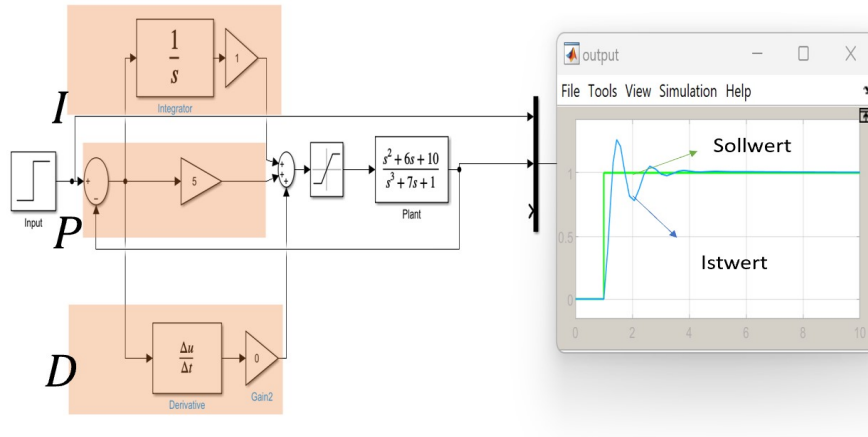 I
P
D
1
s
Integrator
1
Input
+
−
5
+
+
+
s² + 6s + 10
s³ + 7s + 1
Plant
Δu
Δt
Derivative
0
Gain2
output
File Tools View Simulation Help
Sollwert
Istwert
1
0.5
0
0 2 4 6 8 10